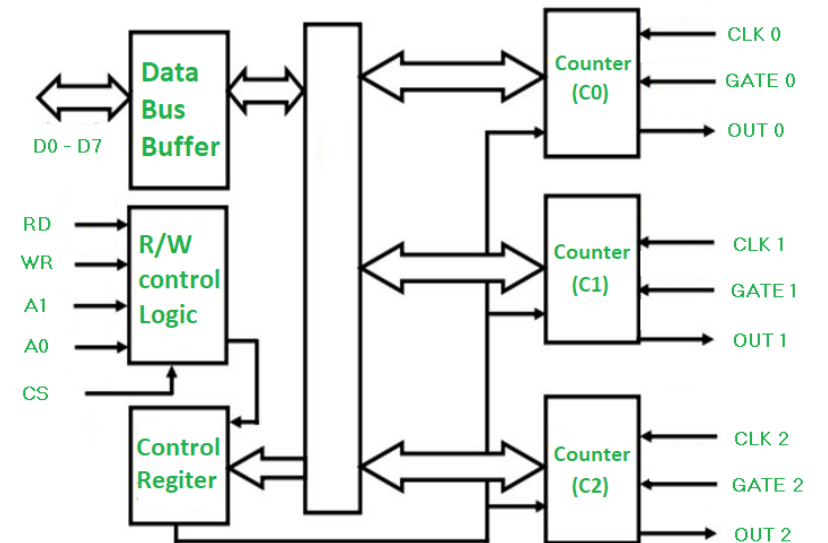 Data
Bus
Buffer
D0 - D7
RD
WR
A1
A0
CS
R/W
control
Logic
Control
Regiter
Counter
(C0)
CLK 0
GATE 0
OUT 0
Counter
(C1)
CLK 1
GATE 1
OUT 1
Counter
(C2)
CLK 2
GATE 2
OUT 2